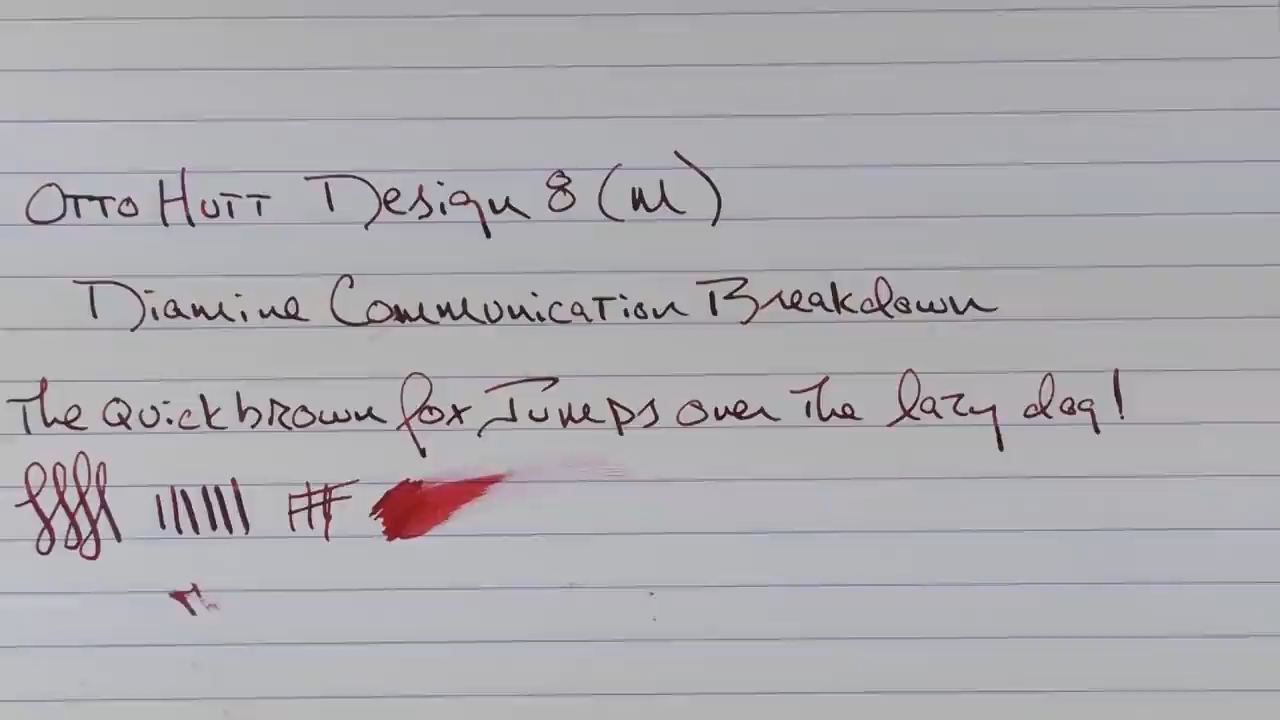 OTTO HUTT Design 8 (M)
Diamine Communication Breakdown
The Quick brown fox Jumps over The lazy dog!